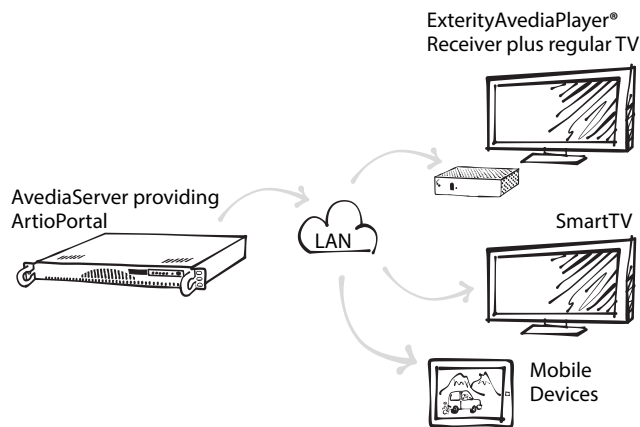 ExterityAvediaPlayer®
Receiver plus regular TV
AvediaServer providing
ArtioPortal
LAN
SmartTV
Mobile
Devices